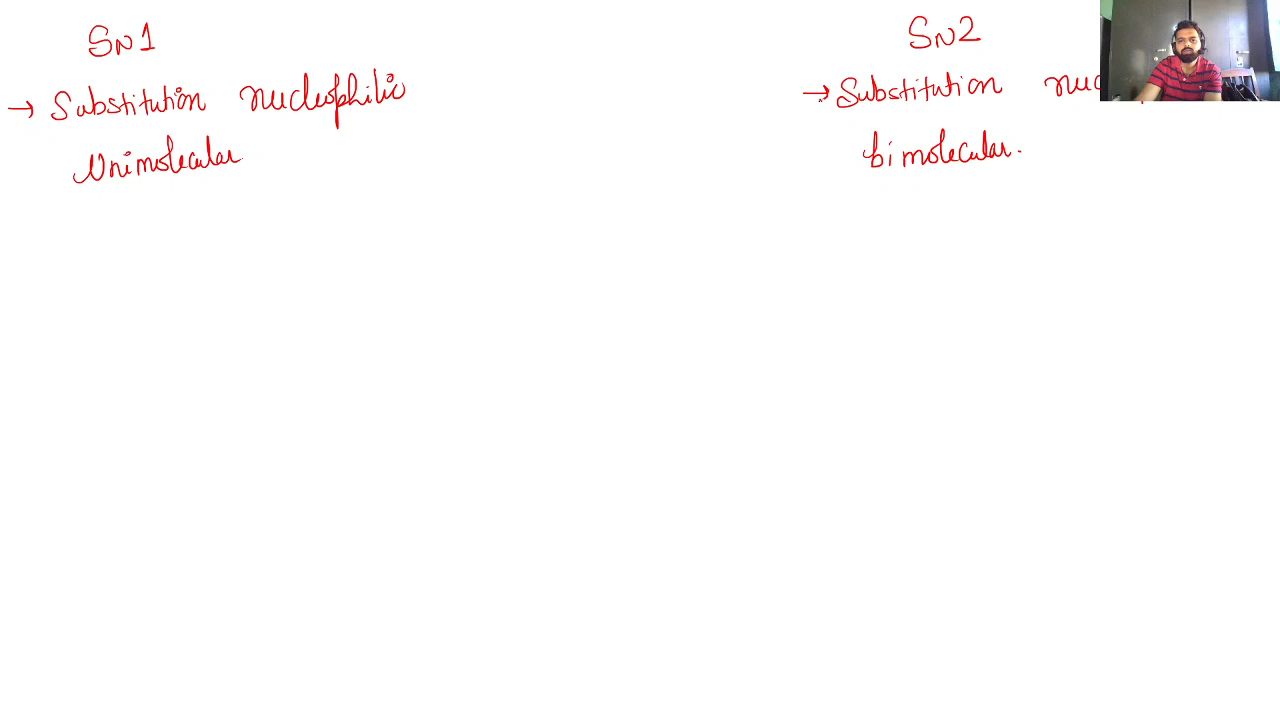 SN1
→ Substitution nucleophilic
Unimolecular
SN2
→ Substitution
bimolecular.